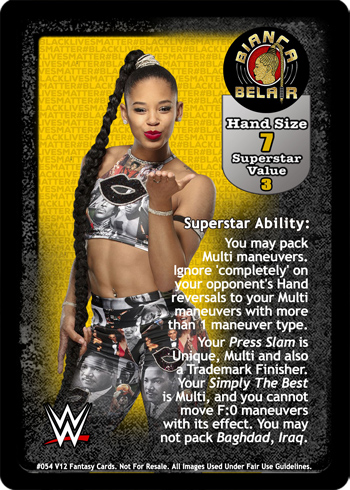 BLACKLIVESMATTER#BLACKLIVESMATTER#
BIANCA
BELAIR
Hand Size
7
Superstar
Value
3
Superstar Ability:
You may pack
Multi maneuvers.
Ignore 'completely' on
your opponent's Hand
reversals to your Multi
maneuvers with more
than 1 maneuver type.
Your Press Slam is
Unique, Multi and also
a Trademark Finisher.
Your Simply The Best
is Multi, and you cannot
move F:0 maneuvers
with its effect. You may
not pack Baghdad, Iraq.
W
#054 V12 Fantasy Cards. Not For Resale. All Images Used Under Fair Use Guidelines.